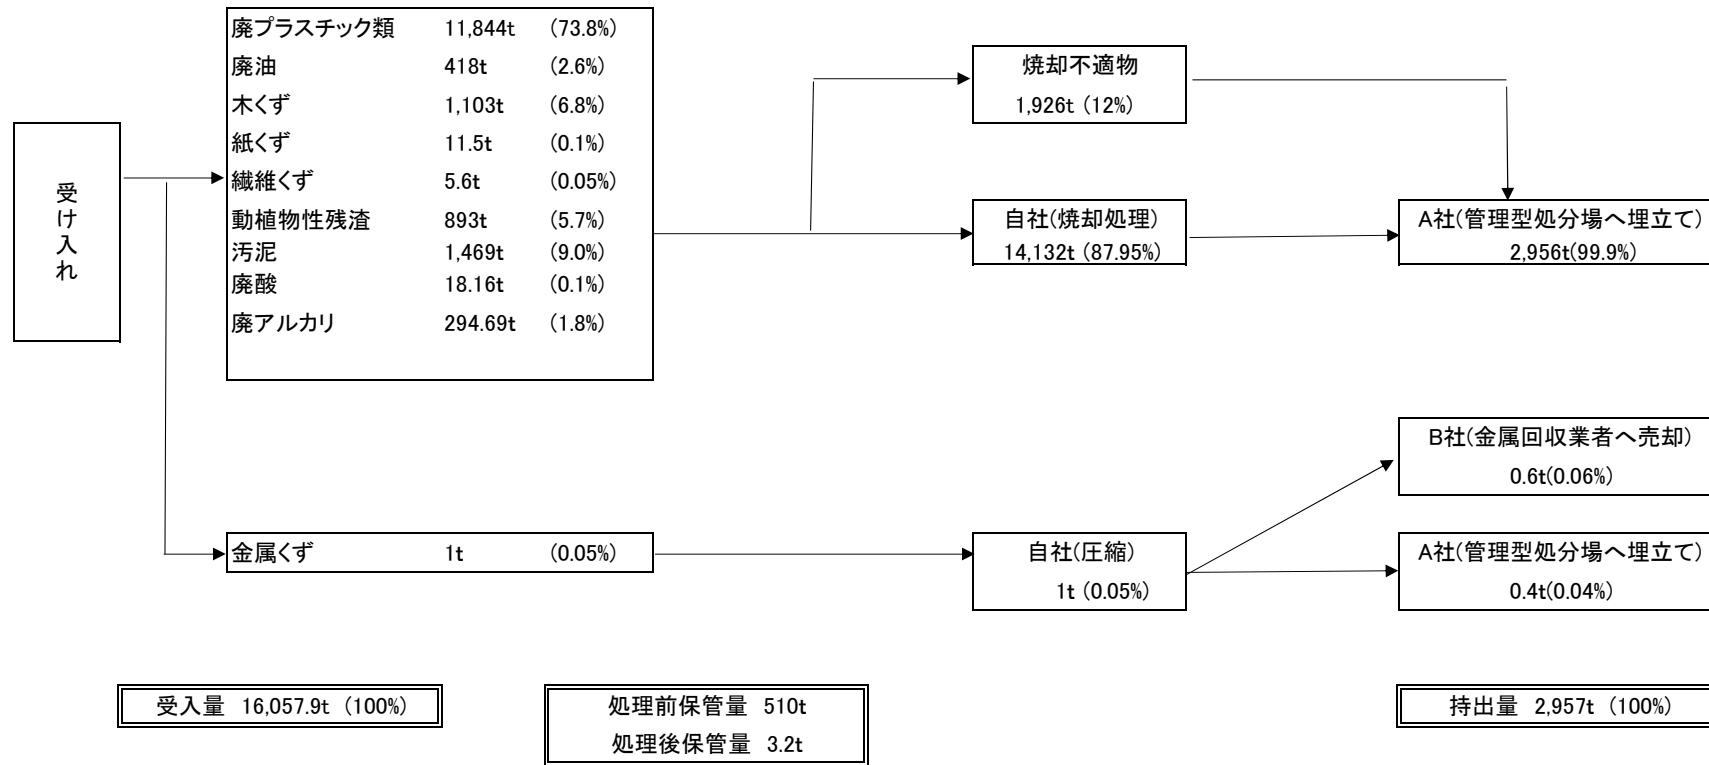 受け入れ
廃プラスチック類 11,844t (73.8%)
廃油 418t (2.6%)
木くず 1,103t (6.8%)
紙くず 11.5t (0.1%)
繊維くず 5.6t (0.05%)
動植物性残渣 893t (5.7%)
汚泥 1,469t (9.0%)
廃酸 18.16t (0.1%)
廃アルカリ 294.69t (1.8%)
焼却不適物
1,926t (12%)
自社(焼却処理)
14,132t (87.95%)
A社(管理型処分場へ埋立て)
2,956t(99.9%)
金属くず 1t (0.05%)
自社(圧縮)
1t (0.05%)
B社(金属回収業者へ売却)
0.6t(0.06%)
A社(管理型処分場へ埋立て)
0.4t(0.04%)
受入量 16,057.9t (100%)
処理前保管量 510t
処理後保管量 3.2t
持出量 2,957t (100%)